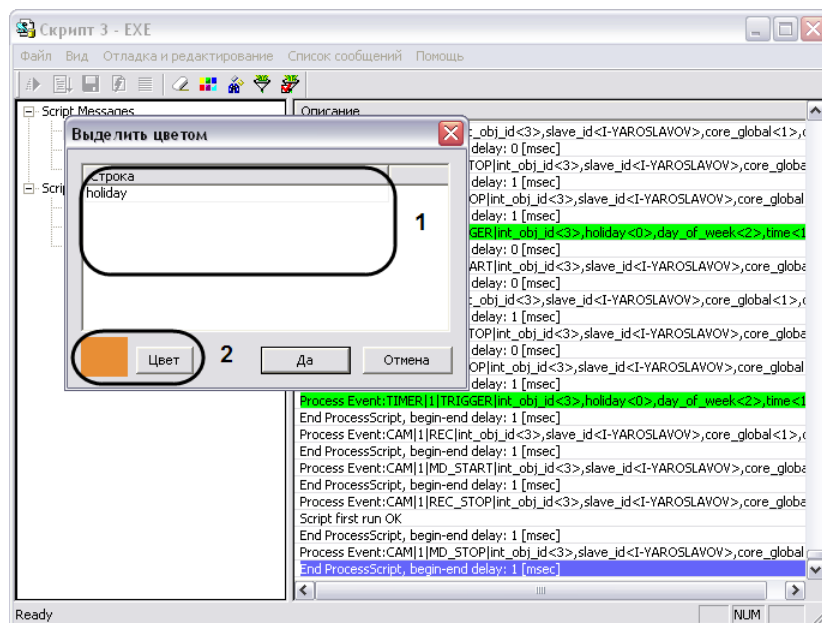 Скрипт 3 - EXE
Файл Вид Отладка и редактирование Список сообщений Помощь
Script Messages
Описание
Выделить цветом
_obj_id<3>,slave_id<I-YAROSLAVOV>,core_global<1>,
delay: 0 [msec]
TOP|int_obj_id<3>,slave_id<I-YAROSLAVOV>,core_globa
Строка
delay: 1 [msec]
holiday
OP|int_obj_id<3>,slave_id<I-YAROSLAVOV>,core_global
delay: 1 [msec]
1
GER|int_obj_id<3>,holiday<0>,day_of_week<2>,time<1
delay: 0 [msec]
ART|int_obj_id<3>,slave_id<I-YAROSLAVOV>,core_globa
delay: 0 [msec]
_obj_id<3>,slave_id<I-YAROSLAVOV>,core_global<1>,
delay: 1 [msec]
TOP|int_obj_id<3>,slave_id<I-YAROSLAVOV>,core_globa
delay: 0 [msec]
Цвет 2 Да Отмена
OP|int_obj_id<3>,slave_id<I-YAROSLAVOV>,core_global
delay: 1 [msec]
Process Event:TIMER|1|TRIGGER|int_obj_id<3>,holiday<0>,day_of_week<2>,time<1
End ProcessScript, begin-end delay: 1 [msec]
Process Event:CAM|1|REC|int_obj_id<3>,slave_id<I-YAROSLAVOV>,core_global<1>,
End ProcessScript, begin-end delay: 1 [msec]
Process Event:CAM|1|MD_START|int_obj_id<3>,slave_id<I-YAROSLAVOV>,core_globa
End ProcessScript, begin-end delay: 1 [msec]
Process Event:CAM|1|REC_STOP|int_obj_id<3>,slave_id<I-YAROSLAVOV>,core_globa
Script first run OK
End ProcessScript, begin-end delay: 1 [msec]
Process Event:CAM|1|MD_STOP|int_obj_id<3>,slave_id<I-YAROSLAVOV>,core_global
End ProcessScript, begin-end delay: 1 [msec]
Ready NUM